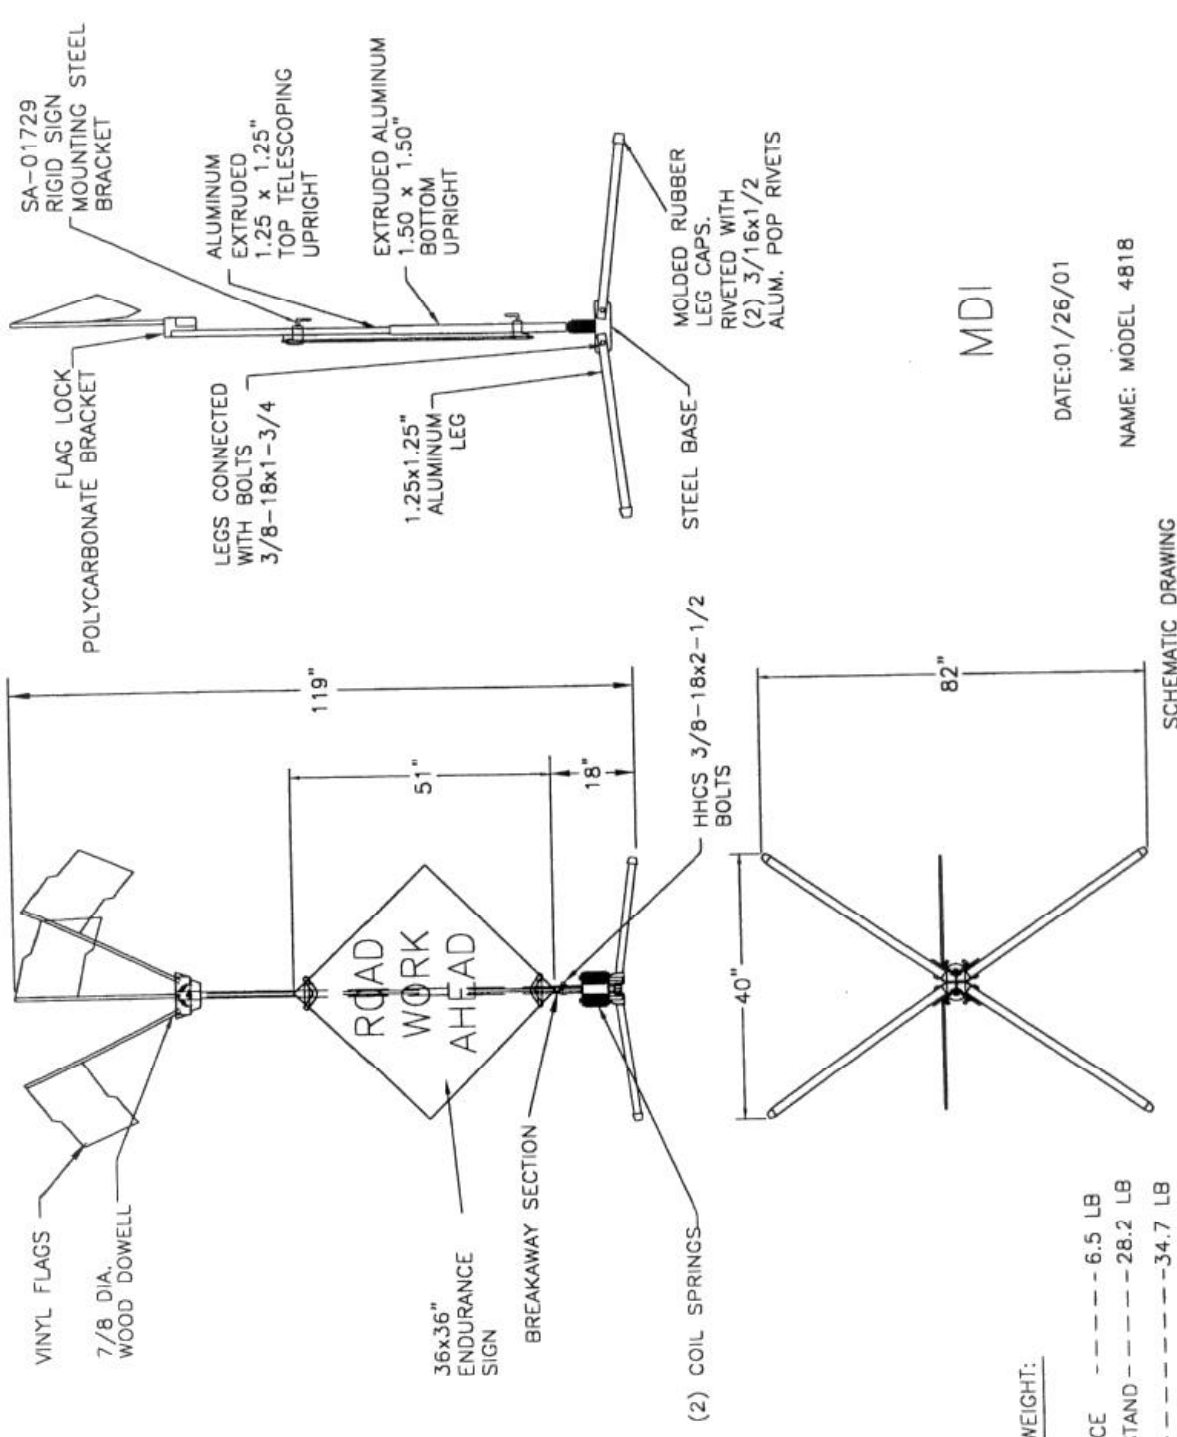 VINYL FLAGS
7/8 DIA.
WOOD DOWELL
36x36"
ENDURANCE
SIGN
BREAKAWAY SECTION
(2) COIL SPRINGS
ROAD
WORK
AHEAD
119"
51"
18"
HHCS 3/8-18x2-1/2
BOLTS
40"
82"
FLAG LOCK
POLYCARBONATE BRACKET
LEGS CONNECTED
WITH BOLTS
3/8-18x1-3/4
1.25x1.25"
ALUMINUM
LEG
STEEL BASE
SA-01729
RIGID SIGN
MOUNTING STEEL
BRACKET
ALUMINUM
EXTRUDED
1.25 x 1.25"
TOP TELESCOPING
UPRIGHT
EXTRUDED ALUMINUM
1.50 x 1.50"
BOTTOM
UPRIGHT
MOLDED RUBBER
LEG CAPS.
RIVETED WITH
(2) 3/16x1/2
ALUM. POP RIVETS
WEIGHT:
CE - - - - - - 6.5 LB
TAND - - - - - 28.2 LB
- - - - - - - 34.7 LB
MDI
DATE:01/26/01
NAME: MODEL 4818
SCHEMATIC DRAWING